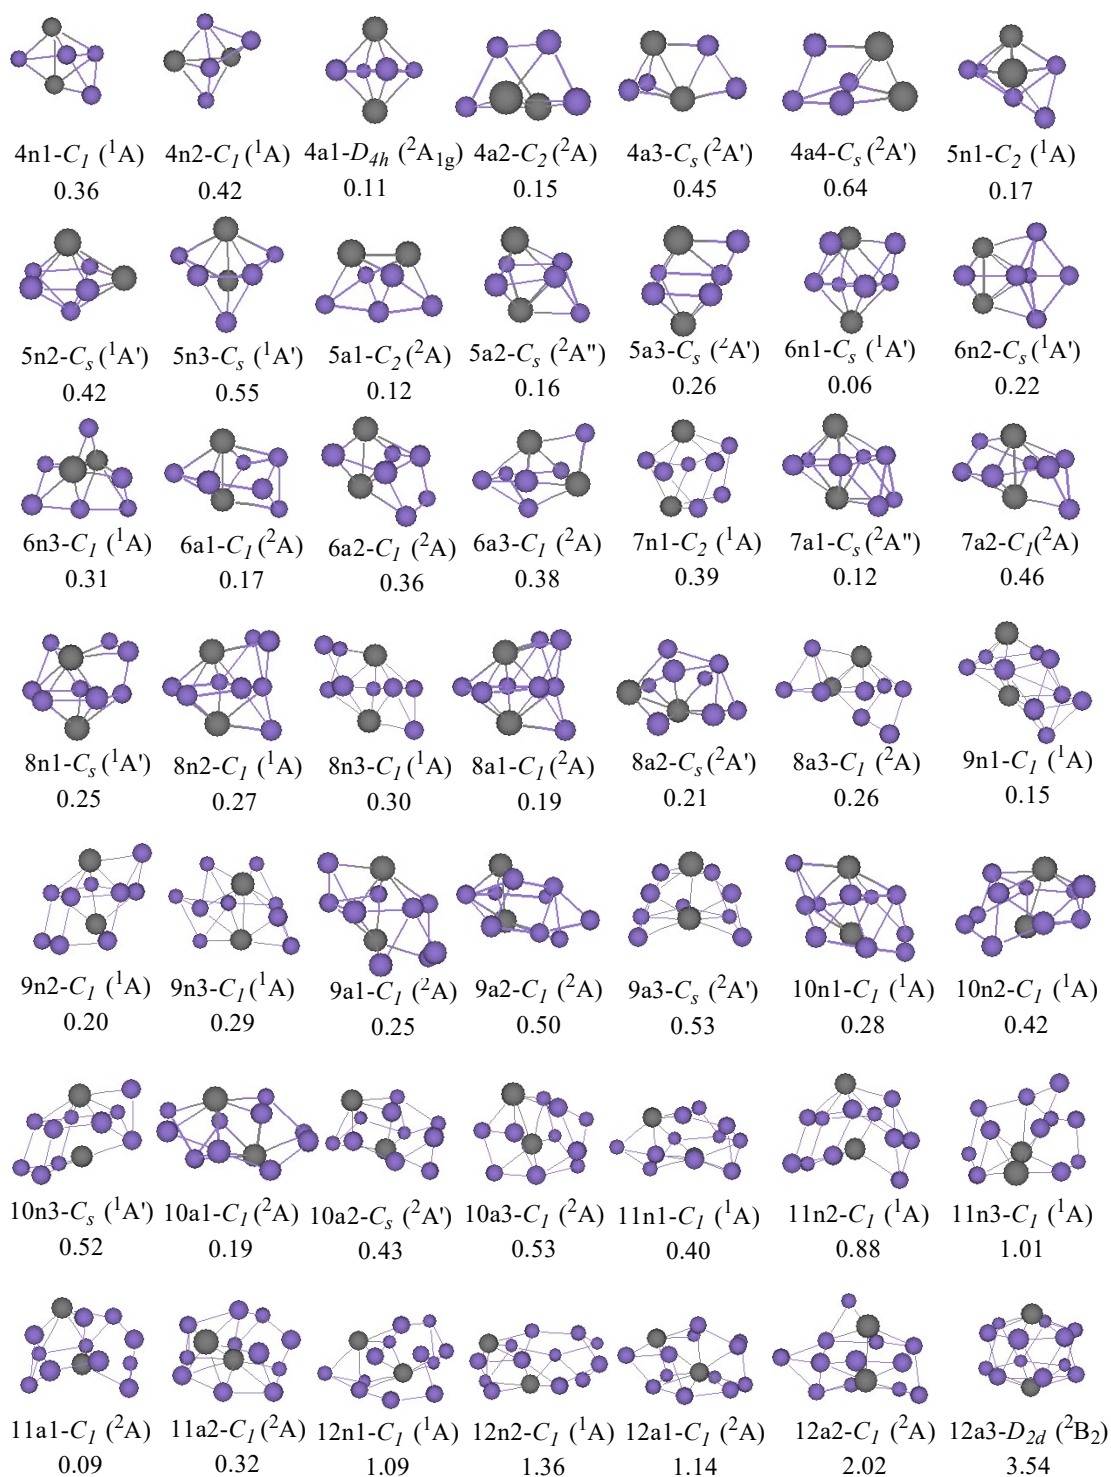 4n1-C1 (1A) 4n2-C1 (1A) 4a1-D4h (2A1g) 4a2-C2 (2A) 4a3-Cs (2A') 4a4-Cs (2A') 5n1-C2 (1A)
0.36 0.42 0.11 0.15 0.45 0.64 0.17
5n2-Cs (1A') 5n3-Cs (1A') 5a1-C2 (2A) 5a2-Cs (2A") 5a3-Cs (2A') 6n1-Cs (1A') 6n2-Cs (1A')
0.42 0.55 0.12 0.16 0.26 0.06 0.22
6n3-C1 (1A) 6a1-C1 (2A) 6a2-C1 (2A) 6a3-C1 (2A) 7n1-C2 (1A) 7a1-Cs (2A") 7a2-C1(2A)
0.31 0.17 0.36 0.38 0.39 0.12 0.46
8n1-Cs (1A') 8n2-C1 (1A) 8n3-C1 (1A) 8a1-C1 (2A) 8a2-Cs (2A') 8a3-C1 (2A) 9n1-C1 (1A)
0.25 0.27 0.30 0.19 0.21 0.26 0.15
9n2-C1 (1A) 9n3-C1 (1A) 9a1-C1 (2A) 9a2-C1 (2A) 9a3-Cs (2A') 10n1-C1 (1A) 10n2-C1 (1A)
0.20 0.29 0.25 0.50 0.53 0.28 0.42
10n3-Cs (1A') 10a1-C1 (2A) 10a2-Cs (2A') 10a3-C1 (2A) 11n1-C1 (1A) 11n2-C1 (1A) 11n3-C1 (1A)
0.52 0.19 0.43 0.53 0.40 0.88 1.01
11a1-C1 (2A) 11a2-C1 (2A) 12n1-C1 (1A) 12n2-C1 (1A) 12a1-C1 (2A) 12a2-C1 (2A) 12a3-D2d (2B2)
0.09 0.32 1.09 1.36 1.14 2.02 3.54